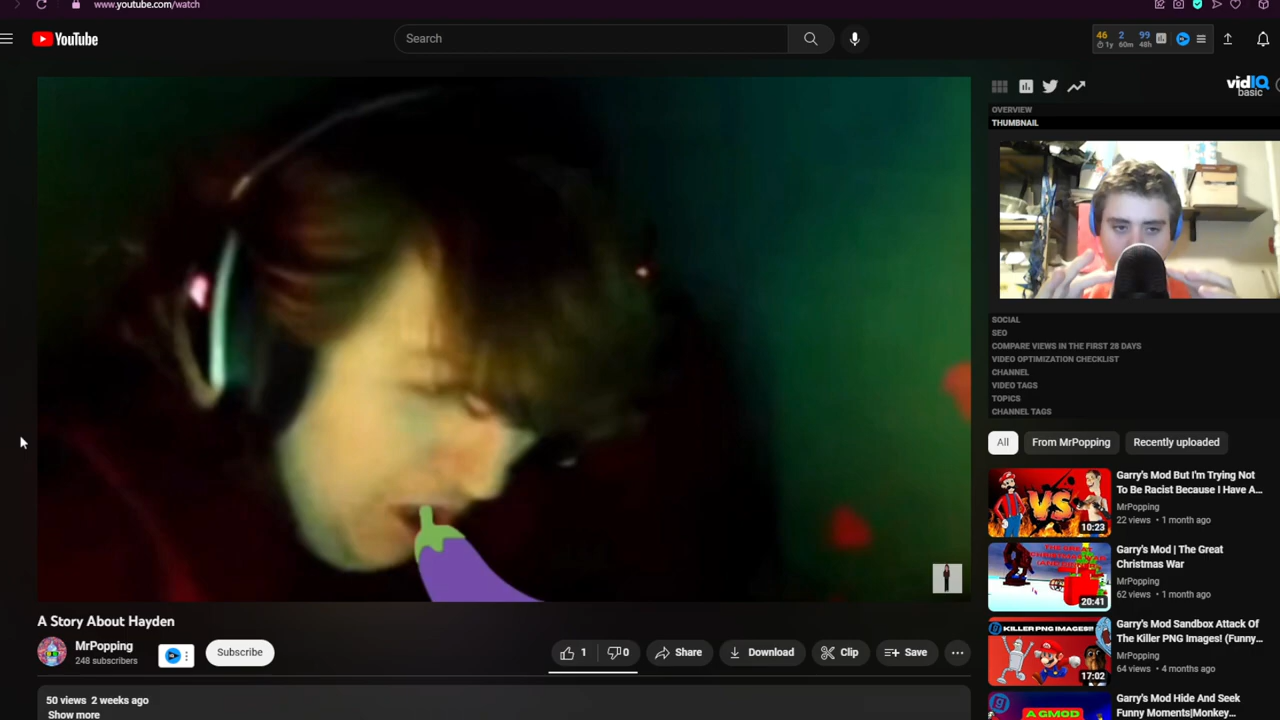 www.youtube.com/watch
YouTube
Search
46 2 99
1y 60m 48h
vidIQ
basic
OVERVIEW
THUMBNAIL
SOCIAL
SEO
COMPARE VIEWS IN THE FIRST 28 DAYS
VIDEO OPTIMIZATION CHECKLIST
CHANNEL
VIDEO TAGS
TOPICS
CHANNEL TAGS
All
From MrPopping
Recently uploaded
VS
10:23
Garry's Mod But I'm Trying Not
To Be Racist Because I Have A...
MrPopping
22 views • 1 month ago
20:41
Garry's Mod | The Great
Christmas War
MrPopping
62 views • 1 month ago
KILLER PNG IMAGES!!
17:02
Garry's Mod Sandbox Attack Of
The Killer PNG Images! (Funny...
MrPopping
64 views • 4 months ago
A GMOD
Garry's Mod Hide And Seek
Funny Moments|Monkey...
A Story About Hayden
MrPopping
248 subscribers
Subscribe
1
0
Share
Download
Clip
Save
50 views 2 weeks ago
Show more